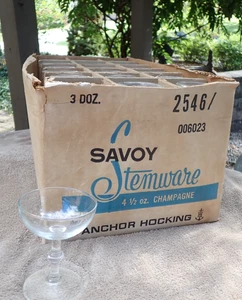 3 DOZ.
2546/
006023
SAVOY
Stemware
4 ½ oz. CHAMPAGNE
ANCHOR HOCKING